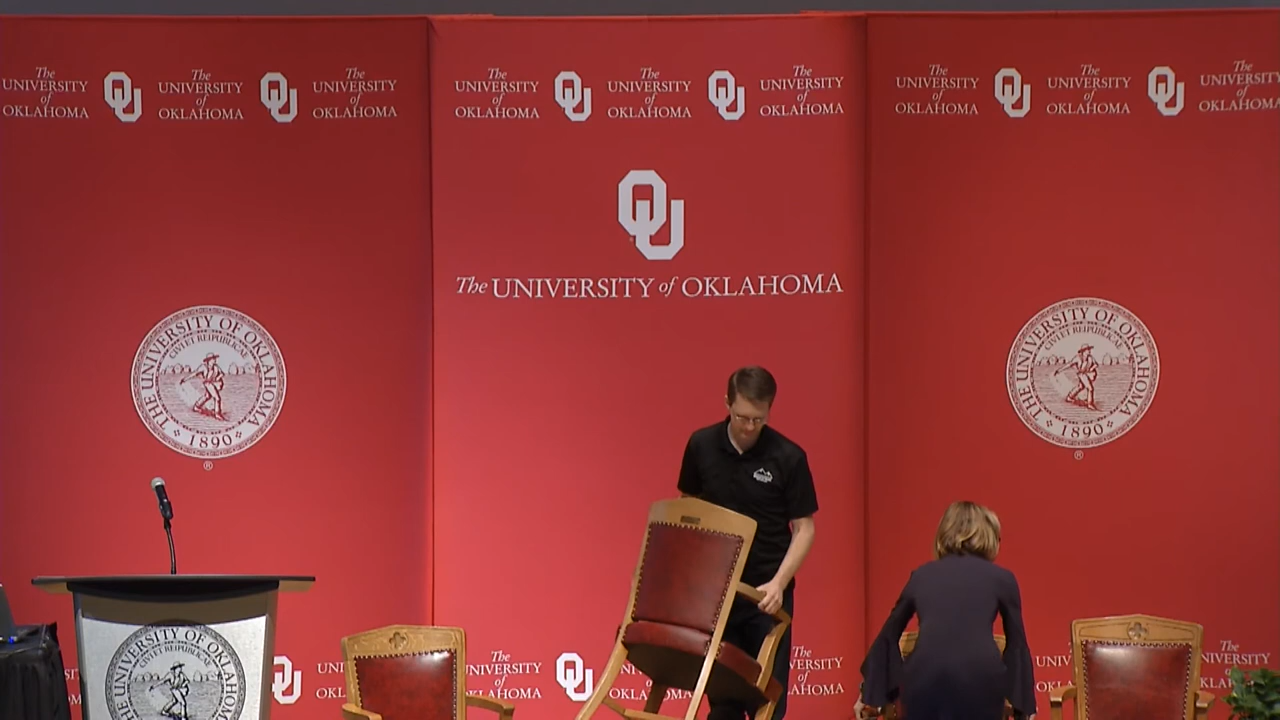 The
UNIVERSITY
of
OKLAHOMA
OU
The
UNIVERSITY
of
OKLAHOMA
OU
The
UNIVERSITY
of
OKLAHOMA
The
UNIVERSITY
of
OKLAHOMA
OU
The
UNIVERSITY
of
OKLAHOMA
OU
The
UNIVERSITY
of
OKLAHOMA
The
UNIVERSITY
of
OKLAHOMA
OU
The
UNIVERSITY
of
OKLAHOMA
OU
The
UNIVERSITY
of
OKLAHOMA
OU
The UNIVERSITY of OKLAHOMA
THE UNIVERSITY OF OKLAHOMA
CIVI ET REIPUBLICAE
1890
®
THE UNIVERSITY OF OKLAHOMA
CIVI ET REIPUBLICAE
1890
®
THE UNIVERSITY OF OKLAHOMA
OU
The
UNIVERSITY
of
OKLAHOMA
OU
The
UNIVERSITY
of
OKLAHOMA